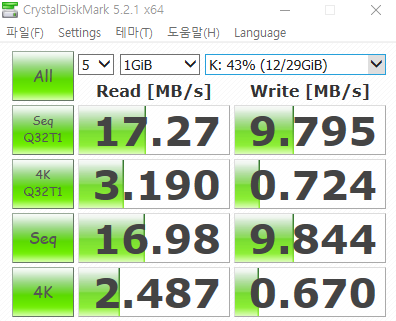 CrystalDiskMark 5.2.1 x64
파일(F) Settings 테마(T) 도움말(H) Language
All 5 1GiB K: 43% (12/29GiB)
Read [MB/s] Write [MB/s]
Seq Q32T1 17.27 9.795
4K Q32T1 3.190 0.724
Seq 16.98 9.844
4K 2.487 0.670